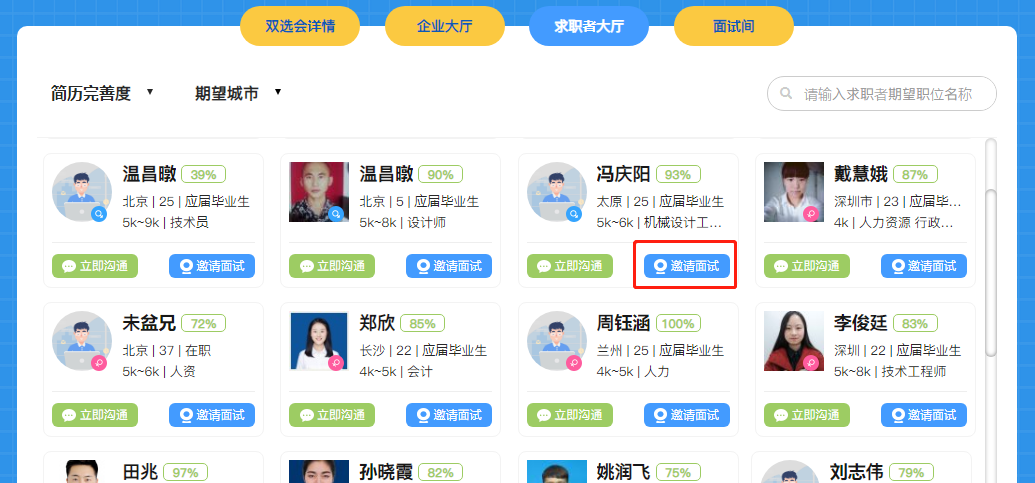 双选会详情 企业大厅 求职者大厅 面试间
简历完善度 期望城市 请输入求职者期望职位名称
温昌暾 39% 温昌暾 90% 冯庆阳 93% 戴慧娥 87%
北京 | 25 | 应届毕业生 北京 | 5 | 应届毕业生 太原 | 25 | 应届毕业生 深圳市 | 23 | 应届毕...
5k~9k | 技术员 5k~8k | 设计师 5k~6k | 机械设计工... 4k | 人力资源 行政...
立即沟通 邀请面试 立即沟通 邀请面试 立即沟通 邀请面试 立即沟通 邀请面试
未盆兄 72% 郑欣 85% 周钰涵 100% 李俊廷 83%
北京 | 37 | 在职 长沙 | 22 | 应届毕业生 兰州 | 25 | 应届毕业生 深圳 | 22 | 应届毕业生
5k~6k | 人资 4k~5k | 会计 4k~5k | 人力 5k~8k | 技术工程师
立即沟通 邀请面试 立即沟通 邀请面试 立即沟通 邀请面试 立即沟通 邀请面试
田兆 97% 孙晓霞 82% 姚润飞 75% 刘志伟 79%